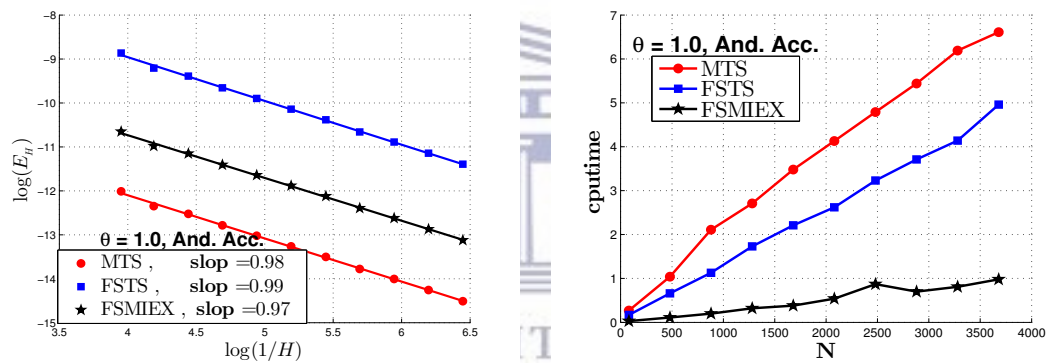 −8
−9
−10
−11
−12
−13
−14
−15
log(E_H)
θ = 1.0, And. Acc.
MTS , slop =0.98
FSTS , slop =0.99
FSMIEX , slop =0.97
3.5 4 4.5 5 5.5 6 6.5
log(1/H)
7
6
5
4
3
2
1
0
cputime
θ = 1.0, And. Acc.
MTS
FSTS
FSMIEX
0 500 1000 1500 2000 2500 3000 3500 4000
N